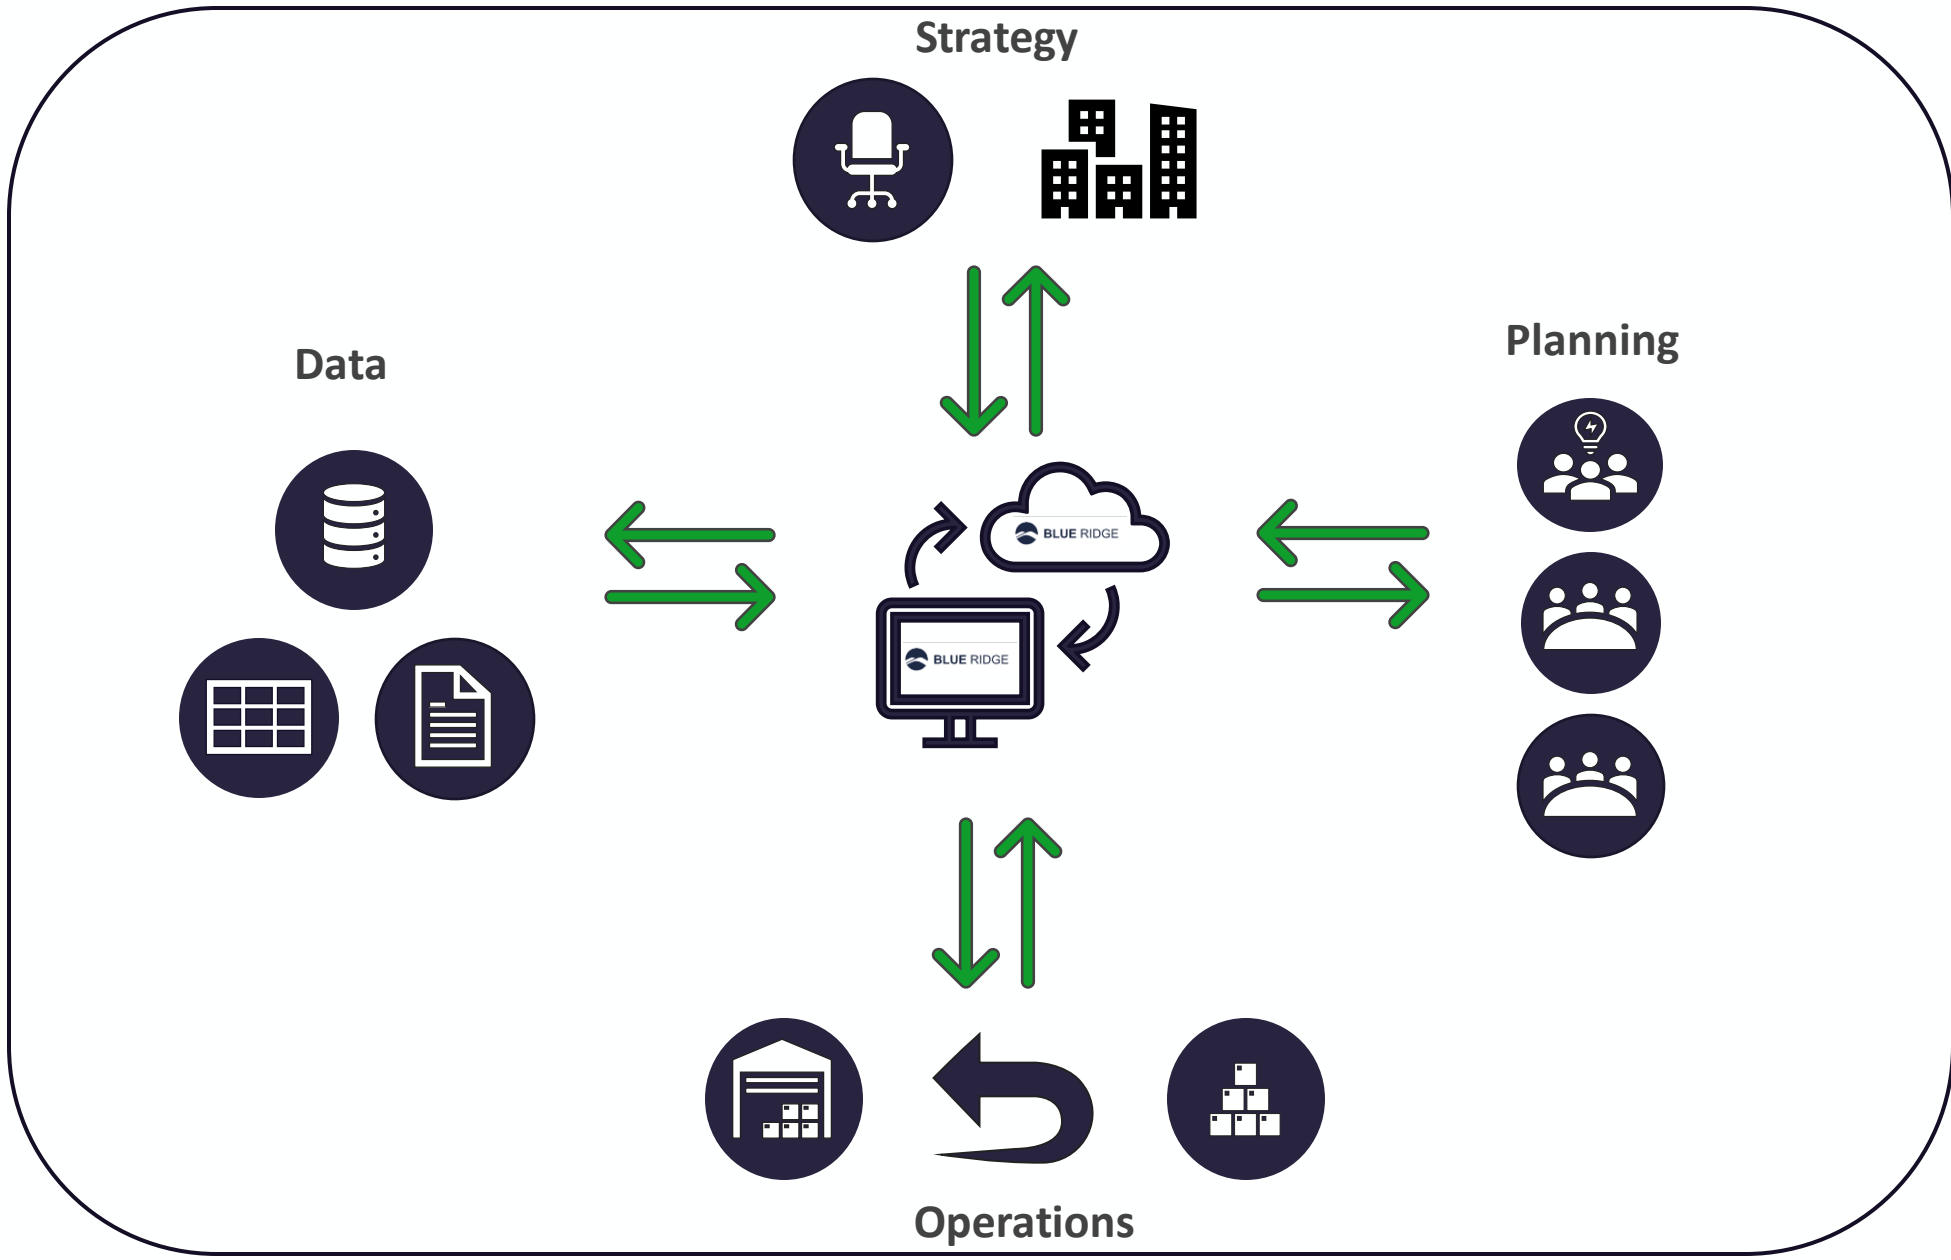 Strategy
Data
Planning
BLUE RIDGE
BLUE RIDGE
Operations